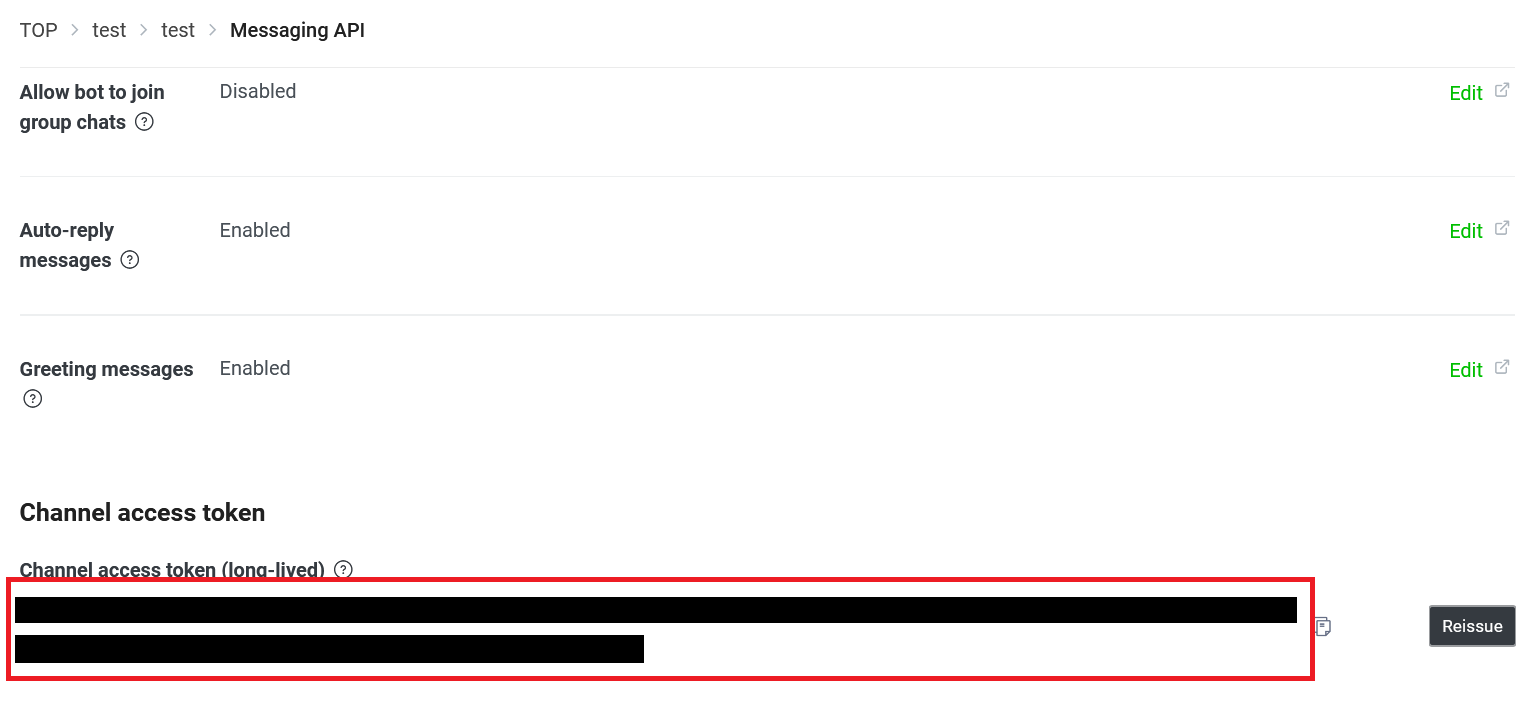 TOP > test > test > Messaging API
Allow bot to join Disabled Edit
group chats ?
Auto-reply Enabled Edit
messages ?
Greeting messages Enabled Edit
?
Channel access token
Channel access token (long-lived) ?
Reissue